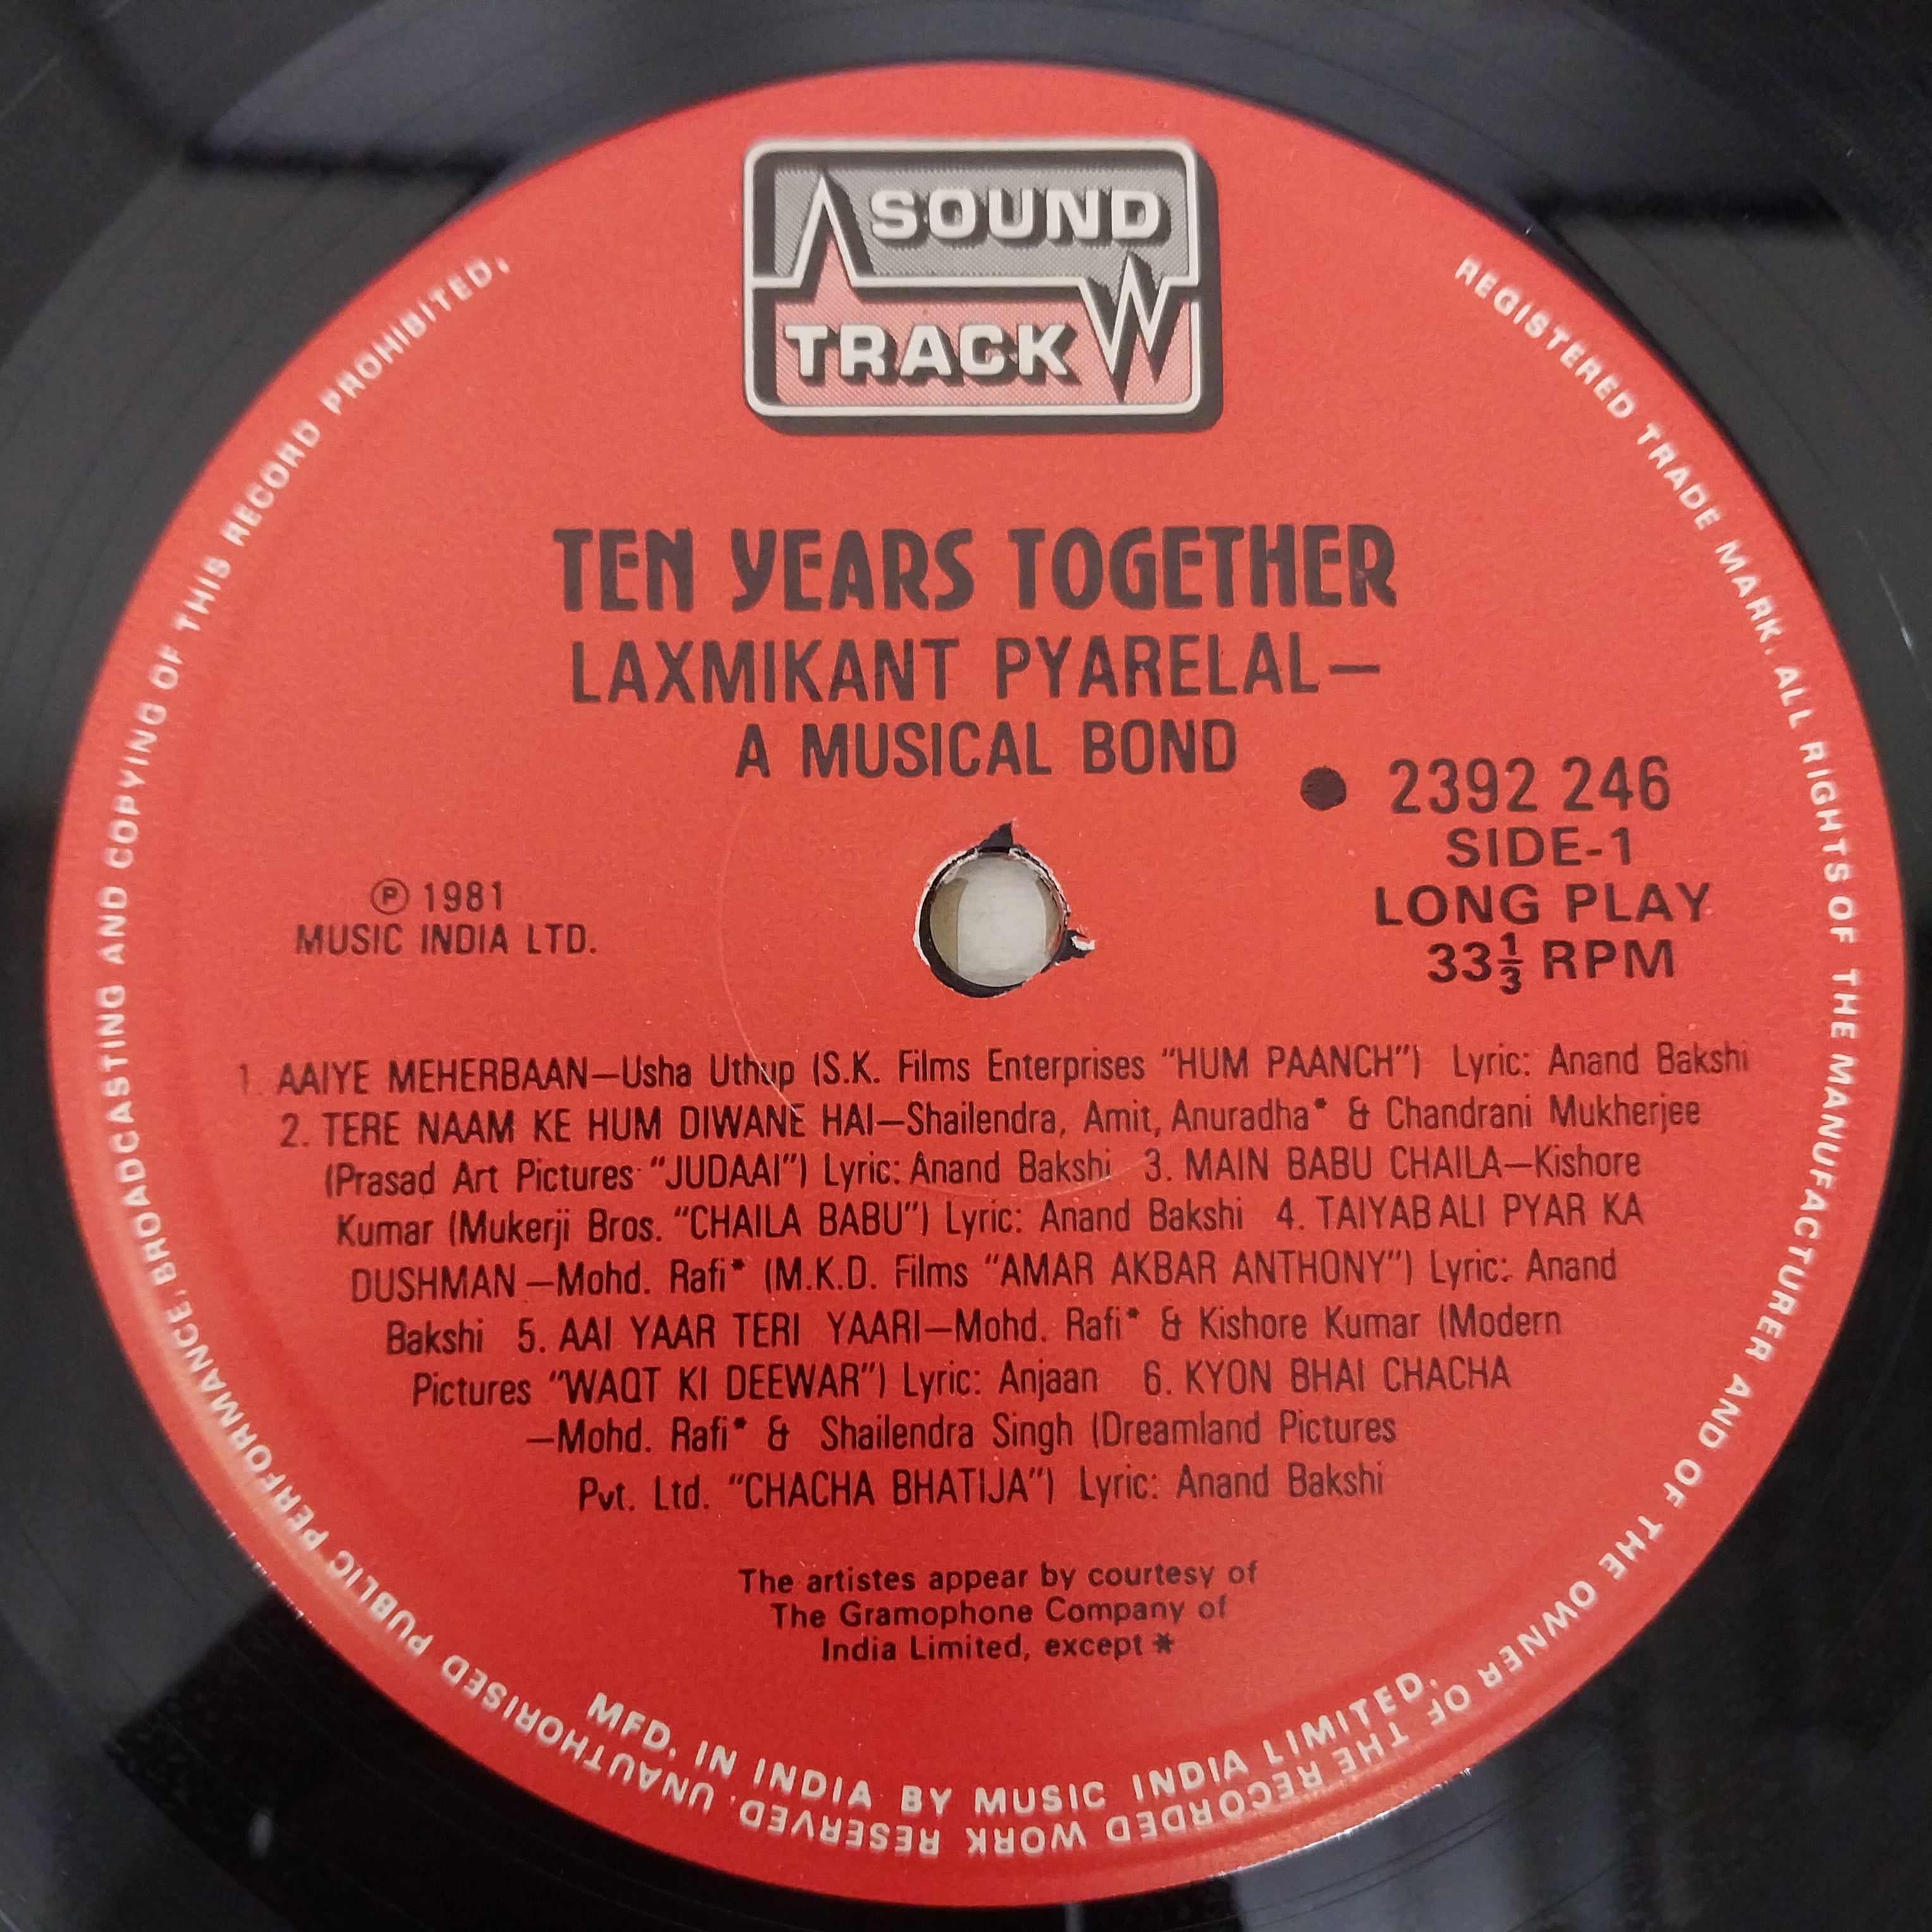 SOUND
TRACK
TEN YEARS TOGETHER
LAXMIKANT PYARELAL—
A MUSICAL BOND
● 2392 246
SIDE-1
LONG PLAY
33⅓ RPM
Ⓟ 1981
MUSIC INDIA LTD.
1. AAIYE MEHERBAAN—Usha Uthup (S.K. Films Enterprises “HUM PAANCH”) Lyric: Anand Bakshi
2. TERE NAAM KE HUM DIWANE HAI—Shailendra, Amit, Anuradha* & Chandrani Mukherjee
(Prasad Art Pictures “JUDAAI”) Lyric: Anand Bakshi 3. MAIN BABU CHAILA—Kishore
Kumar (Mukerji Bros. “CHAILA BABU”) Lyric: Anand Bakshi 4. TAIYAB ALI PYAR KA
DUSHMAN —Mohd. Rafi* (M.K.D. Films “AMAR AKBAR ANTHONY”) Lyric: Anand
Bakshi 5. AAI YAAR TERI YAARI—Mohd. Rafi* & Kishore Kumar (Modern
Pictures “WAQT KI DEEWAR”) Lyric: Anjaan 6. KYON BHAI CHACHA
—Mohd. Rafi* & Shailendra Singh (Dreamland Pictures
Pvt. Ltd. “CHACHA BHATIJA”) Lyric: Anand Bakshi
The artistes appear by courtesy of
The Gramophone Company of
India Limited, except *
MFD. IN INDIA BY MUSIC INDIA LIMITED.
REGISTERED TRADE MARK. ALL RIGHTS OF THE MANUFACTURER AND OF THE OWNER OF THE RECORDED WORK RESERVED. UNAUTHORISED PUBLIC PERFORMANCE, BROADCASTING AND COPYING OF THIS RECORD PROHIBITED.